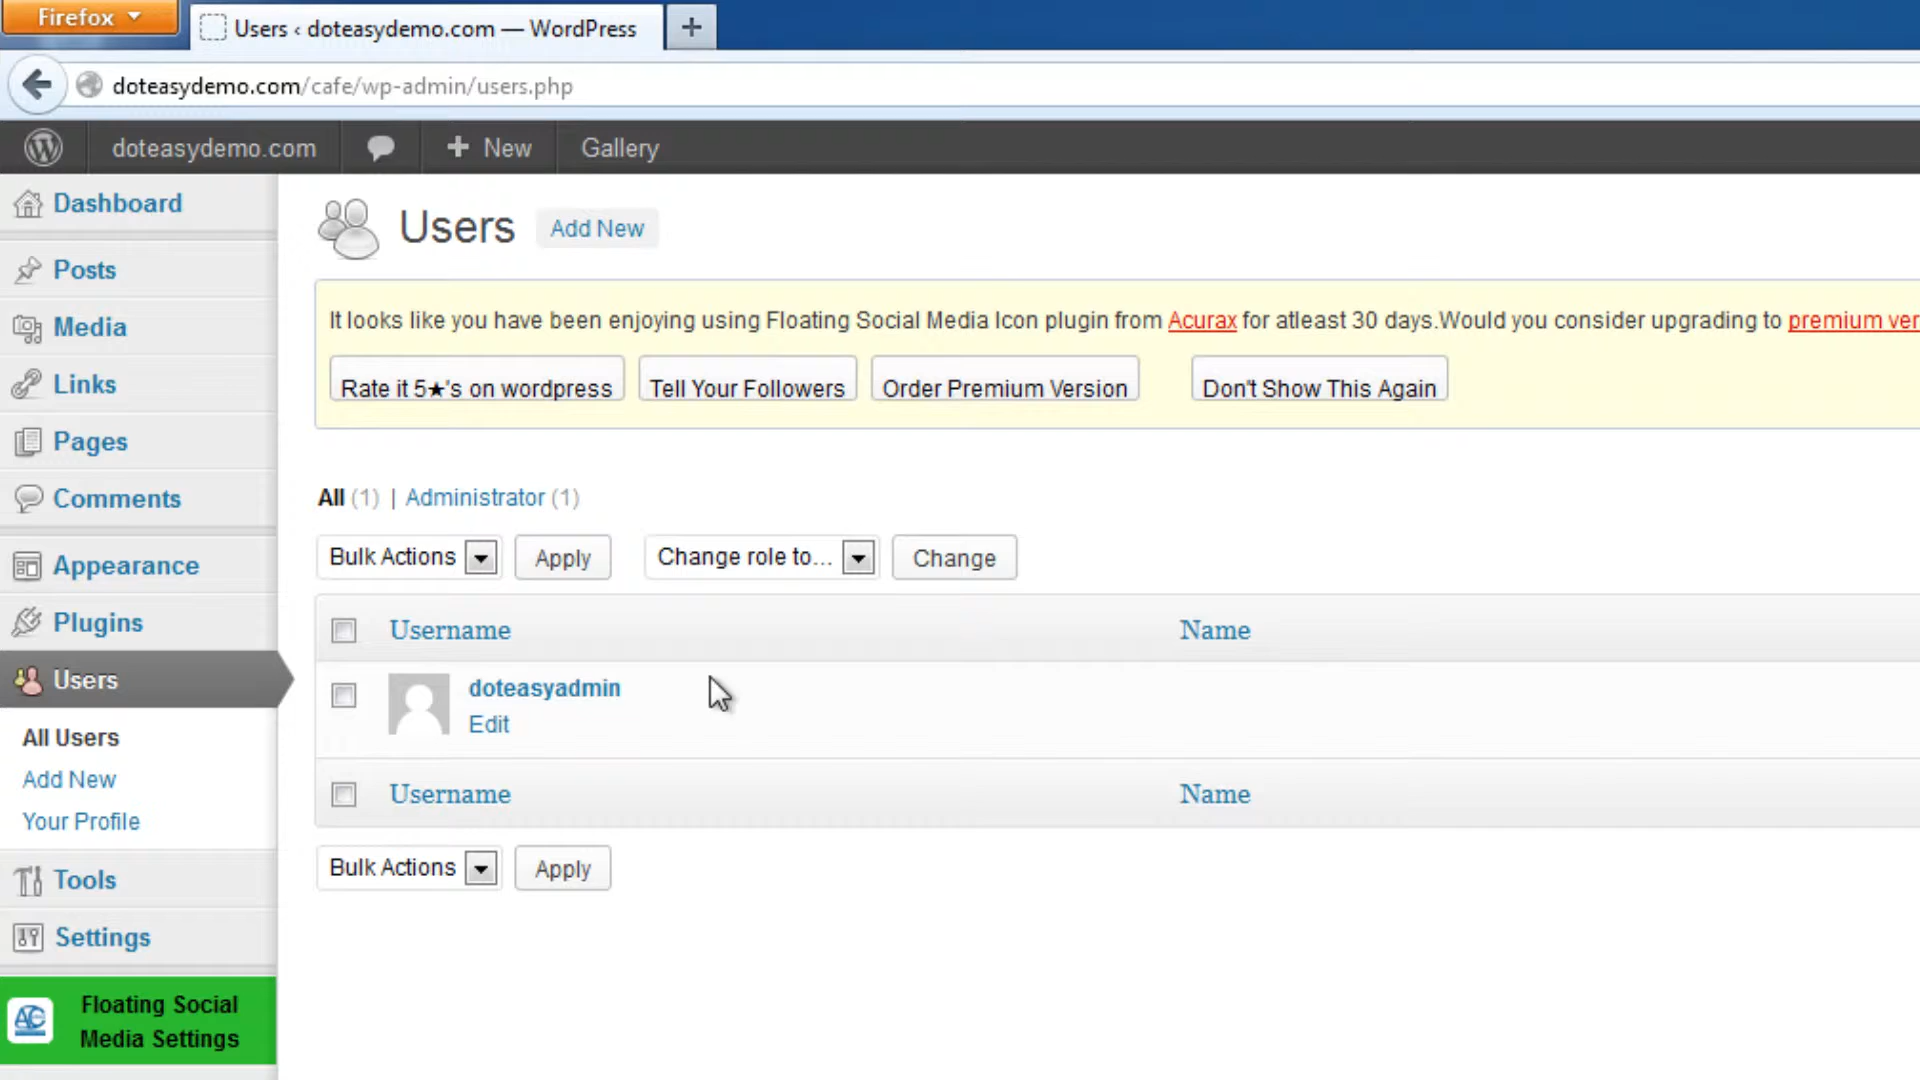 Firefox
Users ‹ doteasydemo.com — WordPress
doteasydemo.com/cafe/wp-admin/users.php
doteasydemo.com
New
Gallery
Dashboard
Posts
Media
Links
Pages
Comments
Appearance
Plugins
Users
All Users
Add New
Your Profile
Tools
Settings
Floating Social
Media Settings
Users
Add New
It looks like you have been enjoying using Floating Social Media Icon plugin from Acurax for atleast 30 days.Would you consider upgrading to premium ver
Rate it 5★'s on wordpress
Tell Your Followers
Order Premium Version
Don't Show This Again
All (1) | Administrator (1)
Bulk Actions
Apply
Change role to...
Change
Username
Name
doteasyadmin
Edit
Username
Name
Bulk Actions
Apply